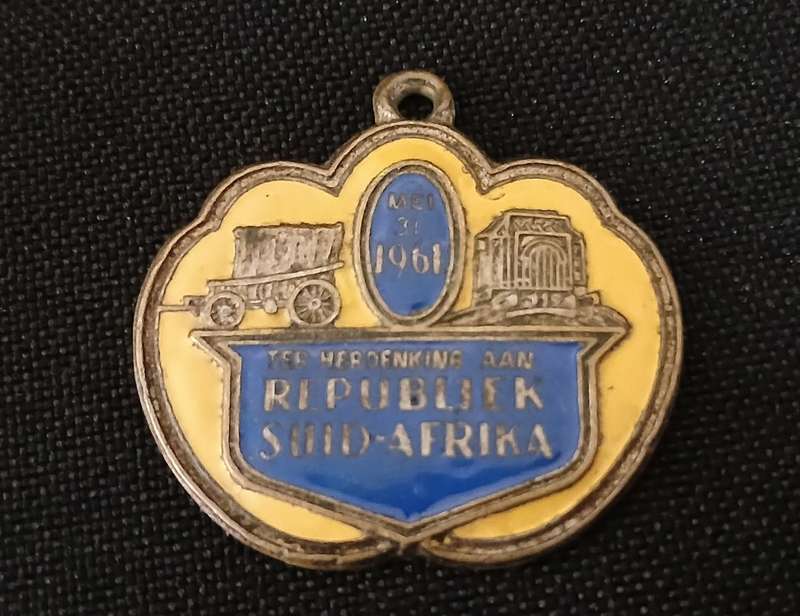 MEI
31
1961
TER HERDENKING AAN
REPUBLIEK
SUID-AFRIKA